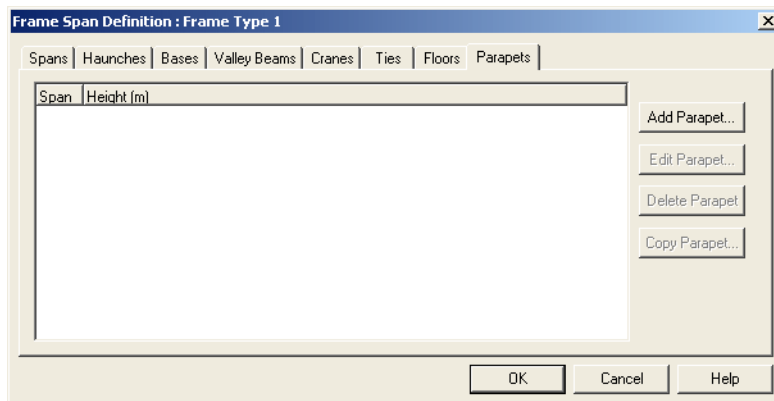 Frame Span Definition : Frame Type 1
Spans Haunches Bases Valley Beams Cranes Ties Floors Parapets
Span Height (m)
Add Parapet...
Edit Parapet...
Delete Parapet
Copy Parapet...
OK Cancel Help